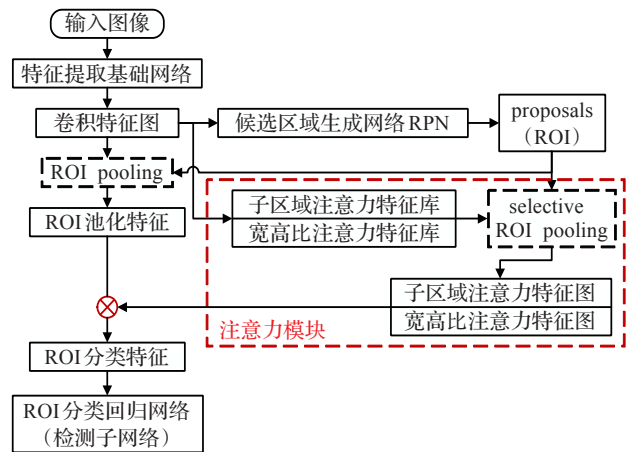 输入图像
特征提取基础网络
卷积特征图
候选区域生成网络RPN
proposals
（ROI）
ROI pooling
ROI池化特征
子区域注意力特征库
宽高比注意力特征库
selective
ROI pooling
子区域注意力特征图
宽高比注意力特征图
注意力模块
ROI分类特征
ROI分类回归网络
（检测子网络）